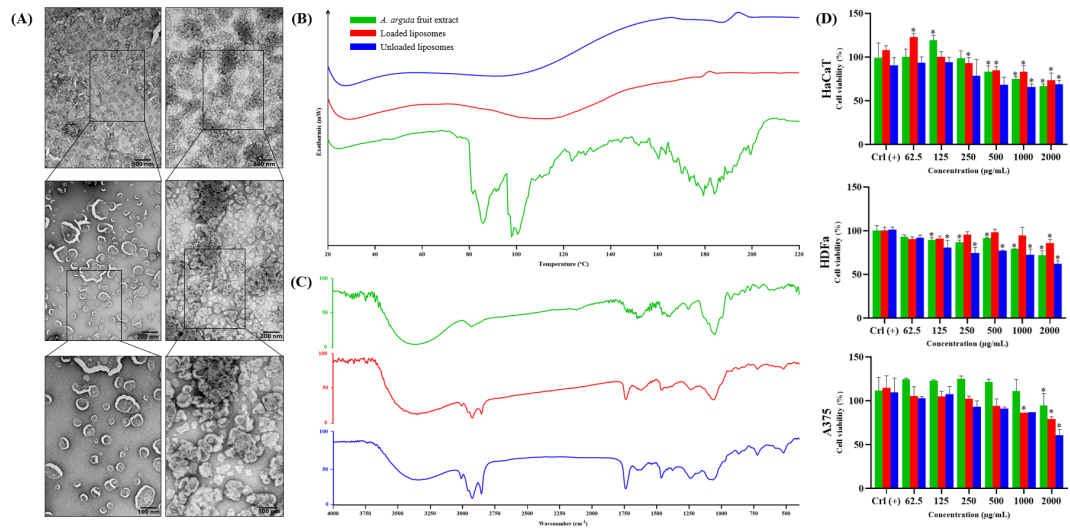 (A)
500 nm
500 nm
200 nm
200 nm
100 nm
100 nm
(B)
A. arguta fruit extract
Loaded liposomes
Unloaded liposomes
Exothermic (mW)
20 40 60 80 100 120 140 160 180 200 220
Temperature (°C)
(C)
100
50
0
100
50
0
100
50
0
4000 3750 3500 3250 3000 2750 2500 2250 2000 1750 1500 1250 1000 750 500
Wavenumber (cm-1)
(D)
HaCaT
Cell viability (%)
150
100
50
0
* * * * * * * * * * *
Crl (+) 62.5 125 250 500 1000 2000
Concentration (µg/mL)
HDFa
Cell viability (%)
150
100
50
0
* * * * * * * * * * *
Crl (+) 62.5 125 250 500 1000 2000
Concentration (µg/mL)
A375
Cell viability (%)
150
100
50
0
* * * *
Crl (+) 62.5 125 250 500 1000 2000
Concentration (µg/mL)